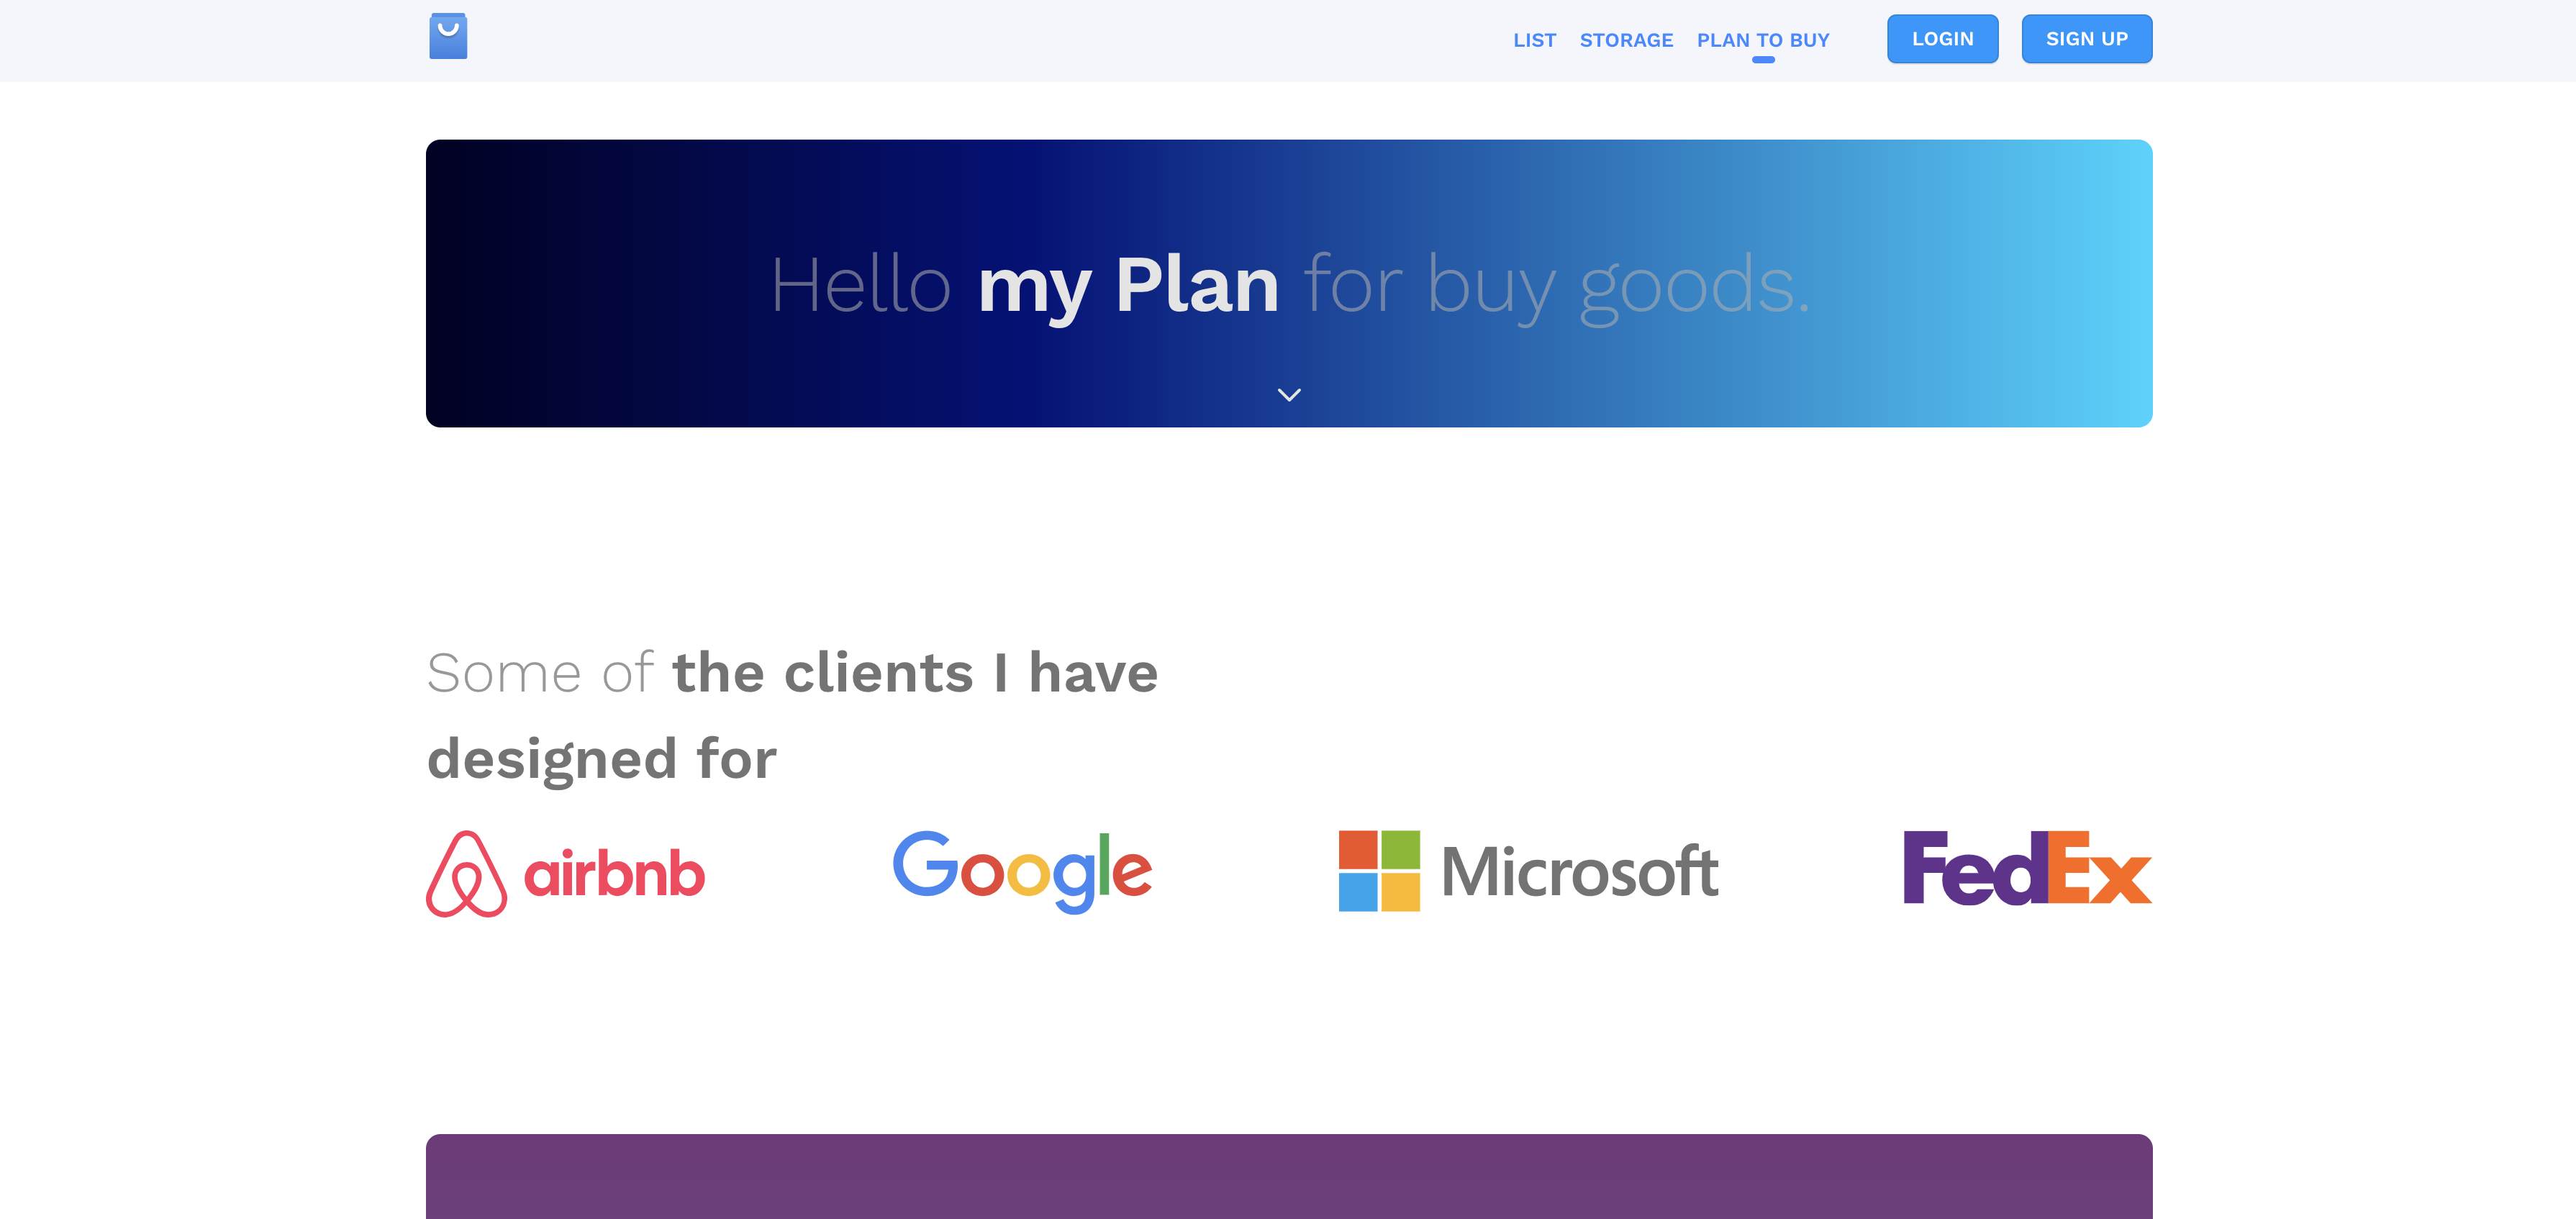 LIST STORAGE PLAN TO BUY LOGIN SIGN UP
Hello my Plan for buy goods.
Some of the clients I have
designed for
airbnb Google Microsoft FedEx